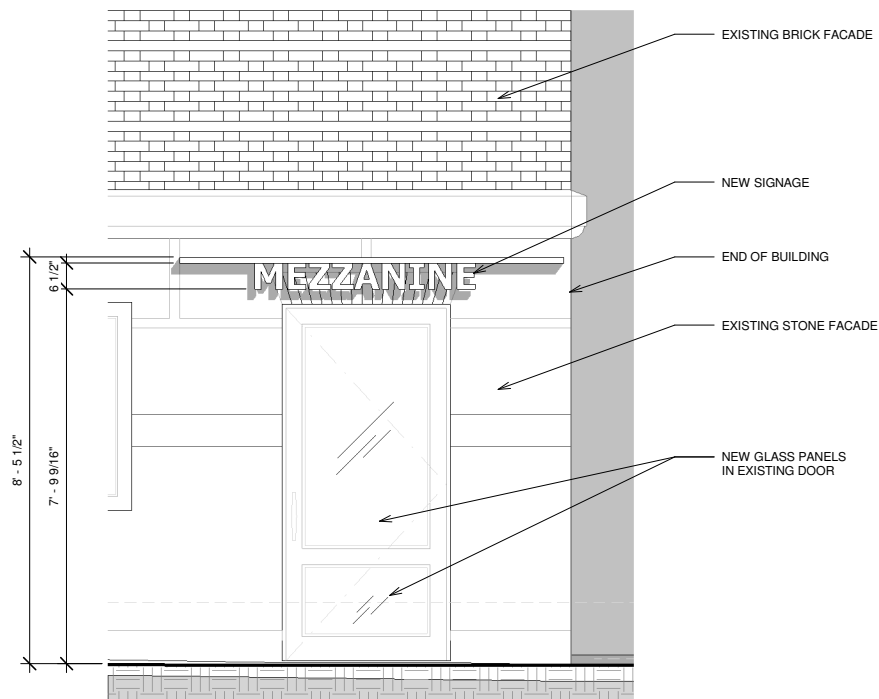 EXISTING BRICK FACADE
NEW SIGNAGE
END OF BUILDING
6 1/2"
MEZZANINE
EXISTING STONE FACADE
8' - 5 1/2"
7' - 9 9/16"
NEW GLASS PANELS
IN EXISTING DOOR